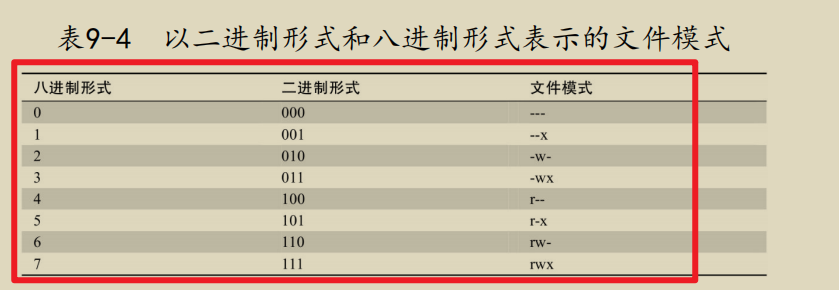 表9-4 以二进制形式和八进制形式表示的文件模式
八进制形式 二进制形式 文件模式
0 000 ---
1 001 --x
2 010 -w-
3 011 -wx
4 100 r--
5 101 r-x
6 110 rw-
7 111 rwx